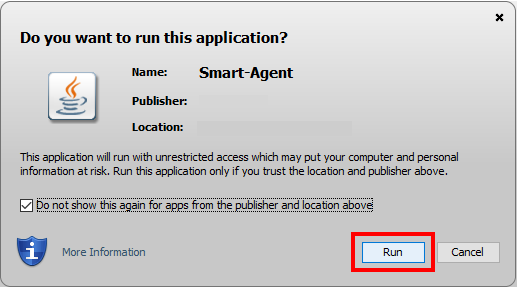 Do you want to run this application?
Name: Smart-Agent
Publisher:
Location:
This application will run with unrestricted access which may put your computer and personal
information at risk. Run this application only if you trust the location and publisher above.
Do not show this again for apps from the publisher and location above
More Information Run Cancel